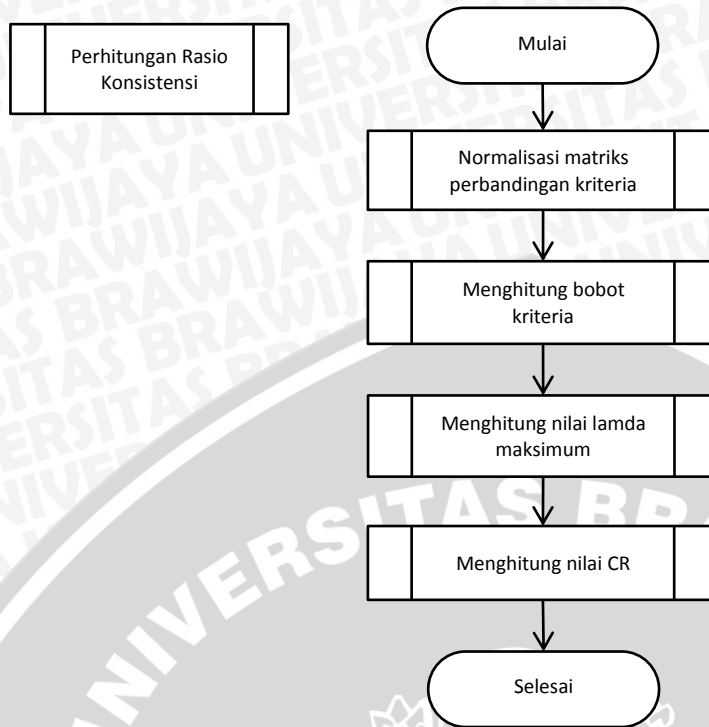 Perhitungan Rasio
Konsistensi
Mulai
Normalisasi matriks
perbandingan kriteria
Menghitung bobot
kriteria
Menghitung nilai lamda
maksimum
Menghitung nilai CR
Selesai